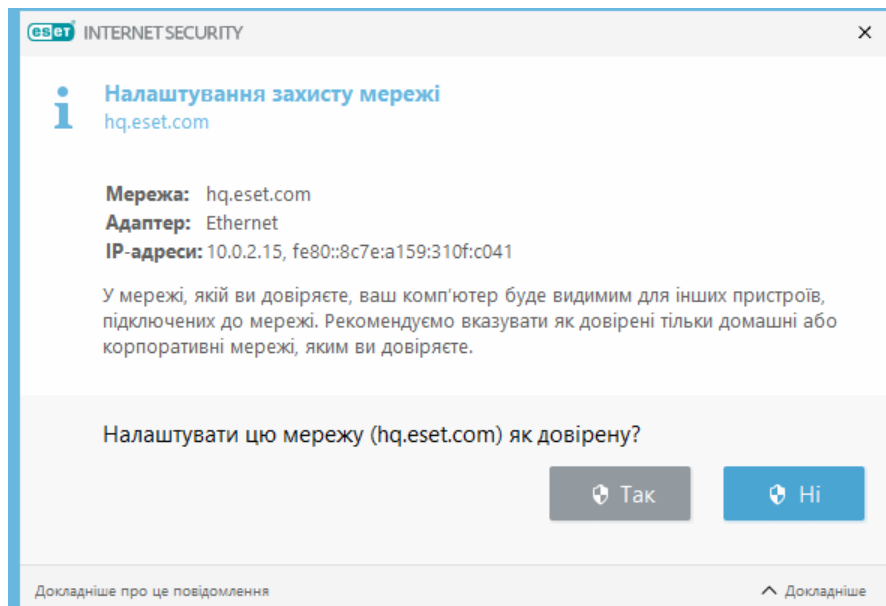 eset INTERNET SECURITY
Налаштування захисту мережі
hq.eset.com
Мережа: hq.eset.com
Адаптер: Ethernet
IP-адреси: 10.0.2.15, fe80::8c7e:a159:310f:c041
У мережі, якій ви довіряєте, ваш комп'ютер буде видимим для інших пристроїв,
підключених до мережі. Рекомендуємо вказувати як довірені тільки домашні або
корпоративні мережі, яким ви довіряєте.
Налаштувати цю мережу (hq.eset.com) як довірену?
Так Ні
Докладніше про це повідомлення Докладніше